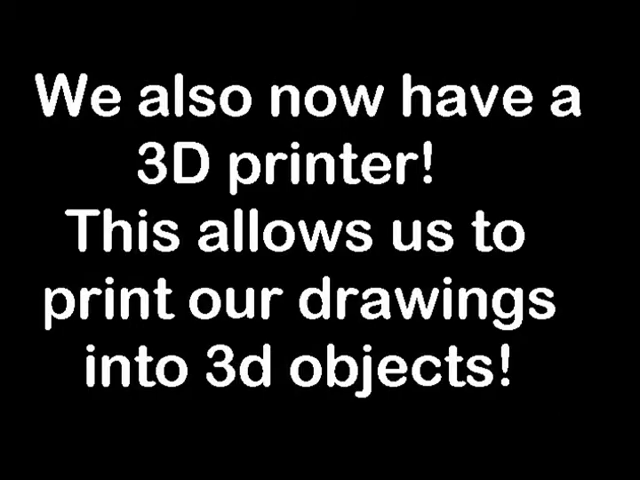 We also now have a
3D printer!
This allows us to
print our drawings
into 3d objects!